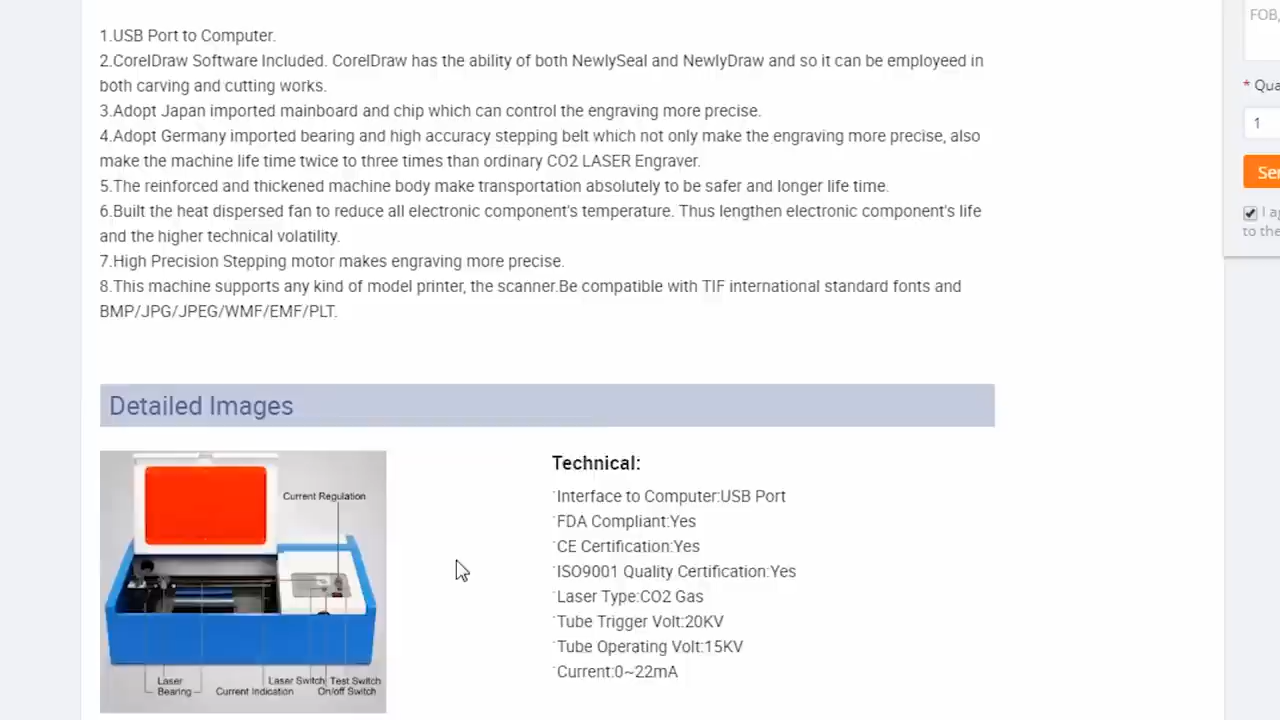 FOB,
1.USB Port to Computer.
2.CorelDraw Software Included. CorelDraw has the ability of both NewlySeal and NewlyDraw and so it can be employeed in
both carving and cutting works.
3.Adopt Japan imported mainboard and chip which can control the engraving more precise.
4.Adopt Germany imported bearing and high accuracy stepping belt which not only make the engraving more precise, also
make the machine life time twice to three times than ordinary CO2 LASER Engraver.
5.The reinforced and thickened machine body make transportation absolutely to be safer and longer life time.
6.Built the heat dispersed fan to reduce all electronic component's temperature. Thus lengthen electronic component's life
and the higher technical volatility.
7.High Precision Stepping motor makes engraving more precise.
8.This machine supports any kind of model printer, the scanner.Be compatible with TIF international standard fonts and
BMP/JPG/JPEG/WMF/EMF/PLT.
* Qua
1
Ser
I ag
to the
Detailed Images
Current Regulation
Laser Bearing
Current Indication
Laser Switch
Test Switch
On/off Switch
Technical:
`Interface to Computer:USB Port
`FDA Compliant:Yes
`CE Certification:Yes
`ISO9001 Quality Certification:Yes
`Laser Type:CO2 Gas
`Tube Trigger Volt:20KV
`Tube Operating Volt:15KV
`Current:0~22mA